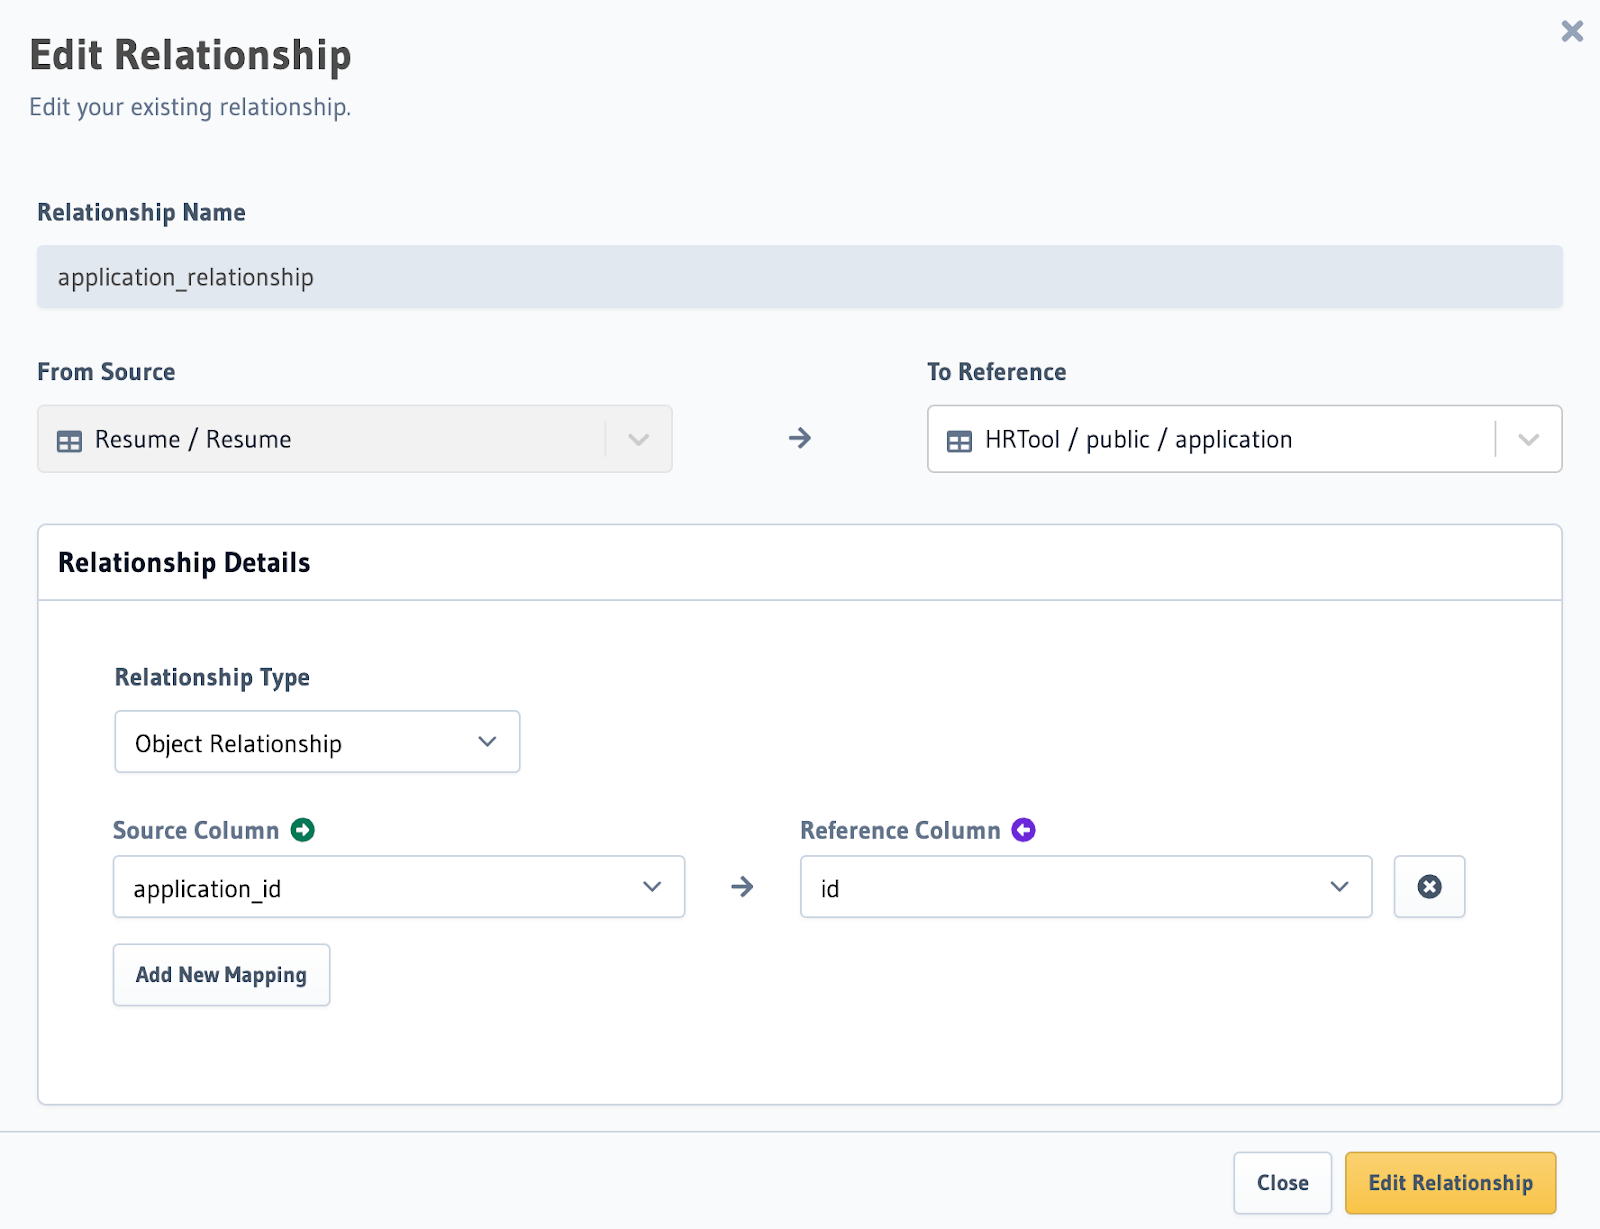 Edit Relationship
Edit your existing relationship.
Relationship Name
application_relationship
From Source
To Reference
Resume / Resume
HRTool / public / application
Relationship Details
Relationship Type
Object Relationship
Source Column
Reference Column
application_id
id
Add New Mapping
Close
Edit Relationship